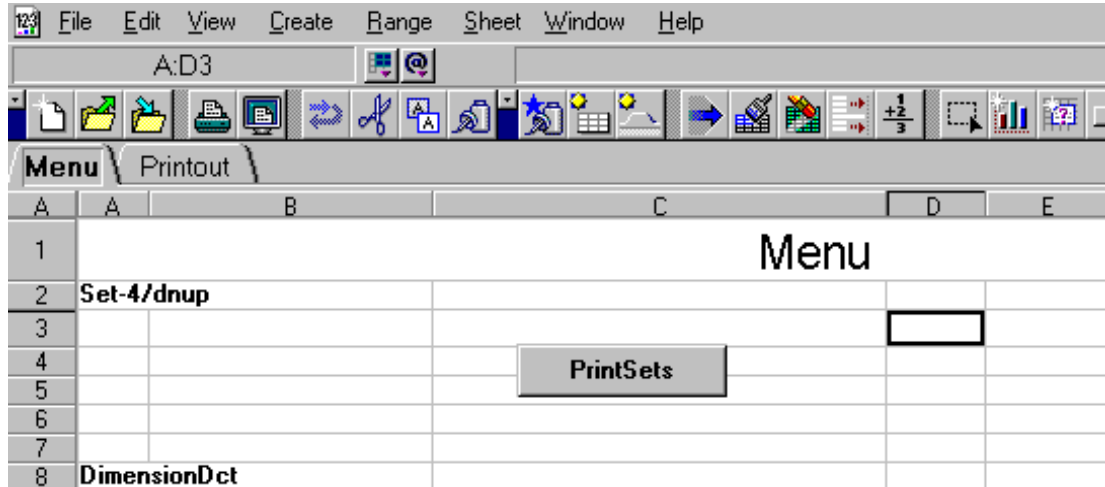 File Edit View Create Range Sheet Window Help
A:D3
Menu Printout
A A B C D E
1 Menu
2 Set-4/dnup
3
4 PrintSets
5
6
7
8 DimensionDct